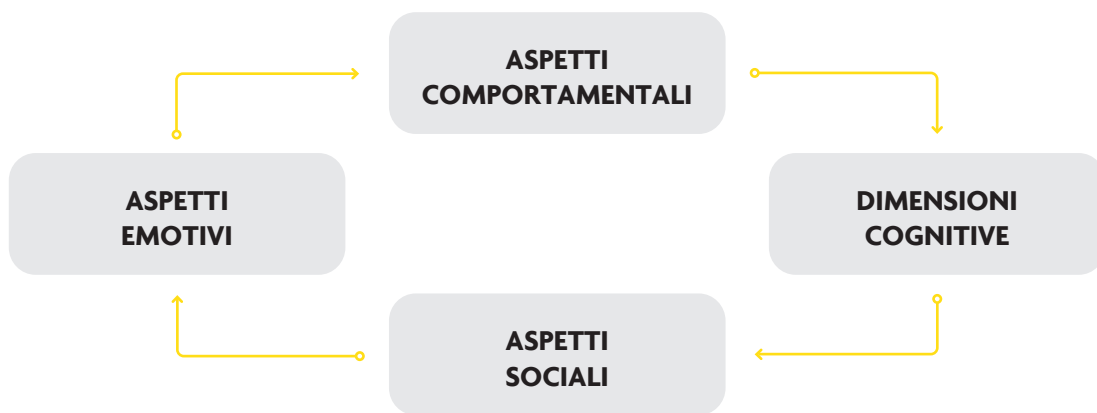 ASPETTI
COMPORTAMENTALI
ASPETTI
EMOTIVI
DIMENSIONI
COGNITIVE
ASPETTI
SOCIALI